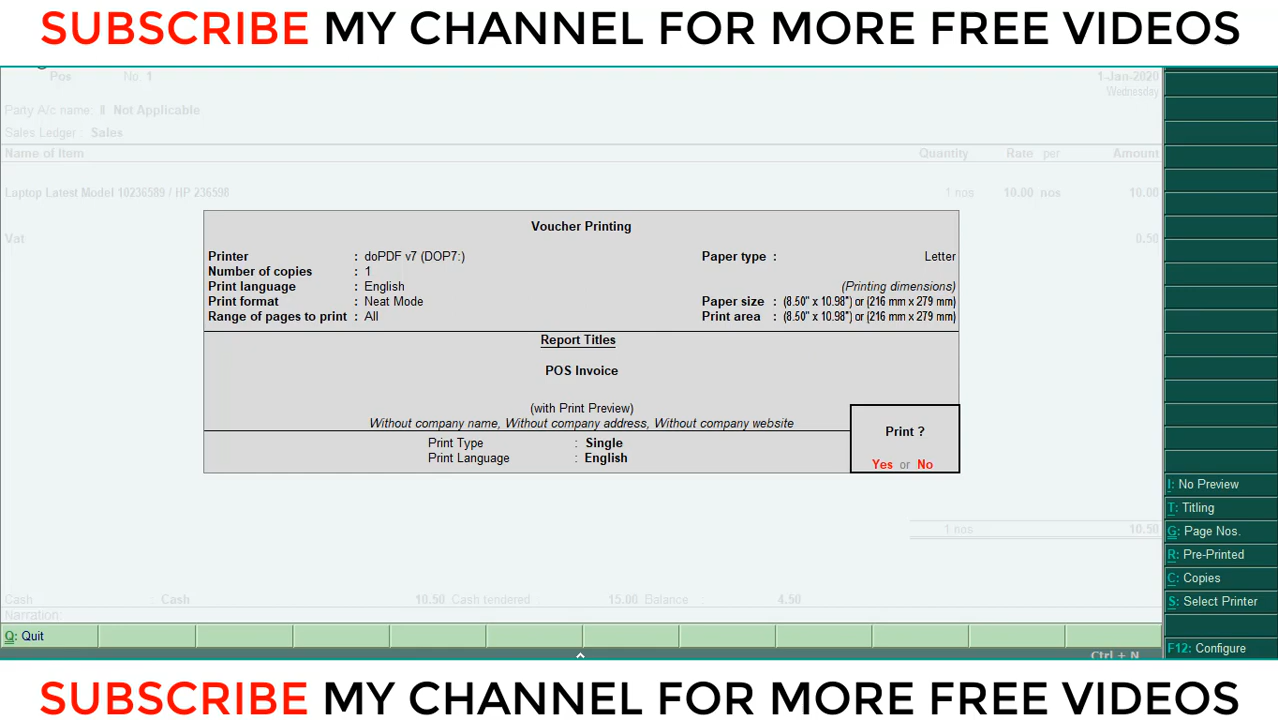 SUBSCRIBE MY CHANNEL FOR MORE FREE VIDEOS
Pos No. 1 1-Jan-2020
Wednesday
Party A/c name: Not Applicable
Sales Ledger : Sales
Name of Item Quantity Rate per Amount
Laptop Latest Model 10236589 / HP 236598 1 nos 10.00 nos 10.00
Vat 0.50
Voucher Printing
Printer : doPDF v7 (DOP7:) Paper type : Letter
Number of copies : 1
Print language : English (Printing dimensions)
Print format : Neat Mode Paper size : (8.50" x 10.98") or (216 mm x 279 mm)
Range of pages to print : All Print area : (8.50" x 10.98") or (216 mm x 279 mm)
Report Titles
POS Invoice
(with Print Preview)
Without company name, Without company address, Without company website
Print Type : Single
Print Language : English
Print ?
Yes or No
I: No Preview
T: Titling
G: Page Nos.
R: Pre-Printed
C: Copies
S: Select Printer
F12: Configure
1 nos 10.50
Cash Cash 10.50 Cash tendered : 15.00 Balance : 4.50
Narration:
Q: Quit
Ctrl + N
SUBSCRIBE MY CHANNEL FOR MORE FREE VIDEOS